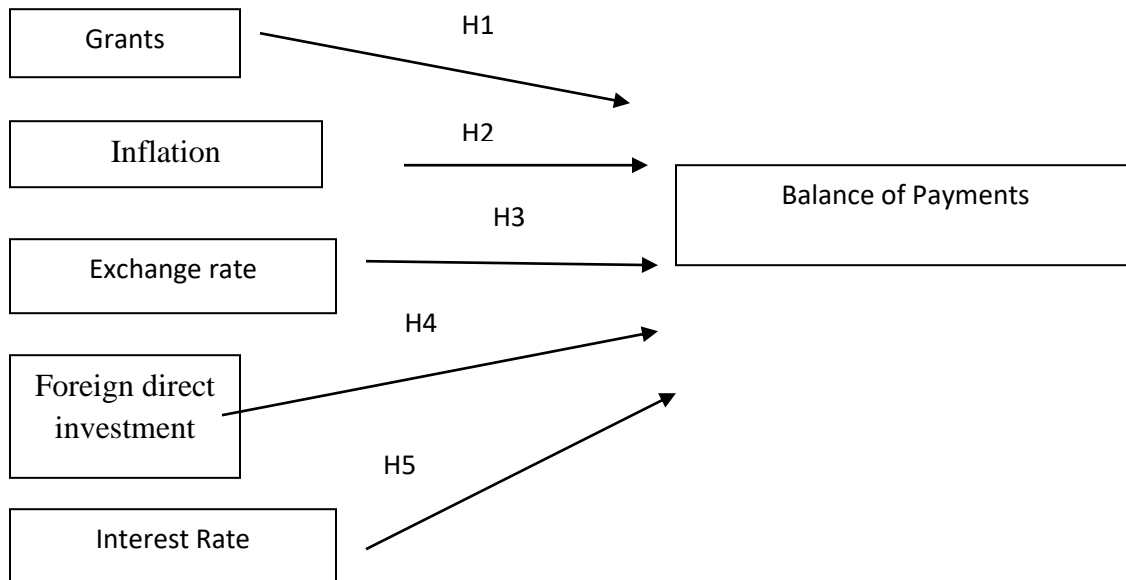 Grants
H1
Inflation
H2
Balance of Payments
H3
Exchange rate
H4
Foreign direct
investment
H5
Interest Rate